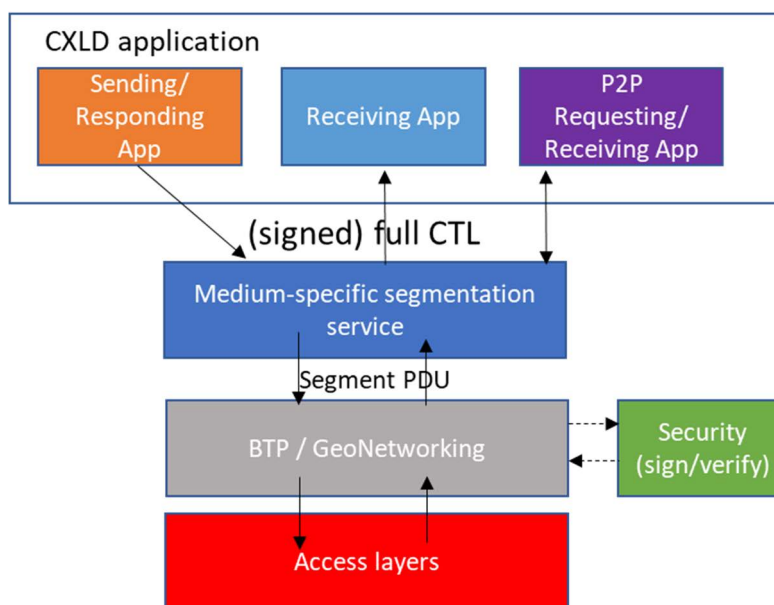 CXLD application
Sending/
Responding
App
Receiving App
P2P
Requesting/
Receiving App
(signed) full CTL
Medium-specific segmentation
service
Segment PDU
BTP / GeoNetworking
Security
(sign/verify)
Access layers